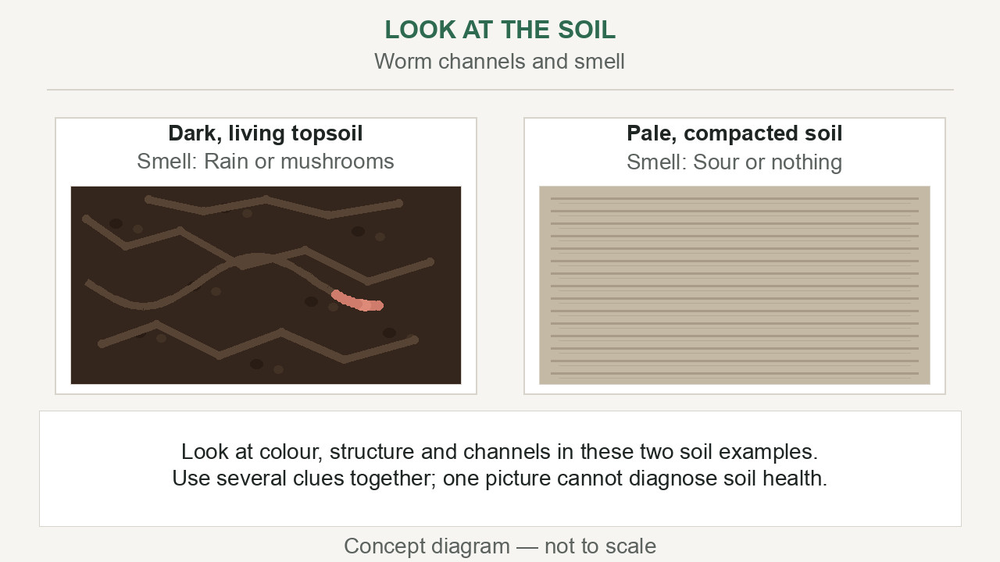 LOOK AT THE SOIL
Worm channels and smell
Dark, living topsoil
Smell: Rain or mushrooms
Pale, compacted soil
Smell: Sour or nothing
Look at colour, structure and channels in these two soil examples.
Use several clues together; one picture cannot diagnose soil health.
Concept diagram — not to scale